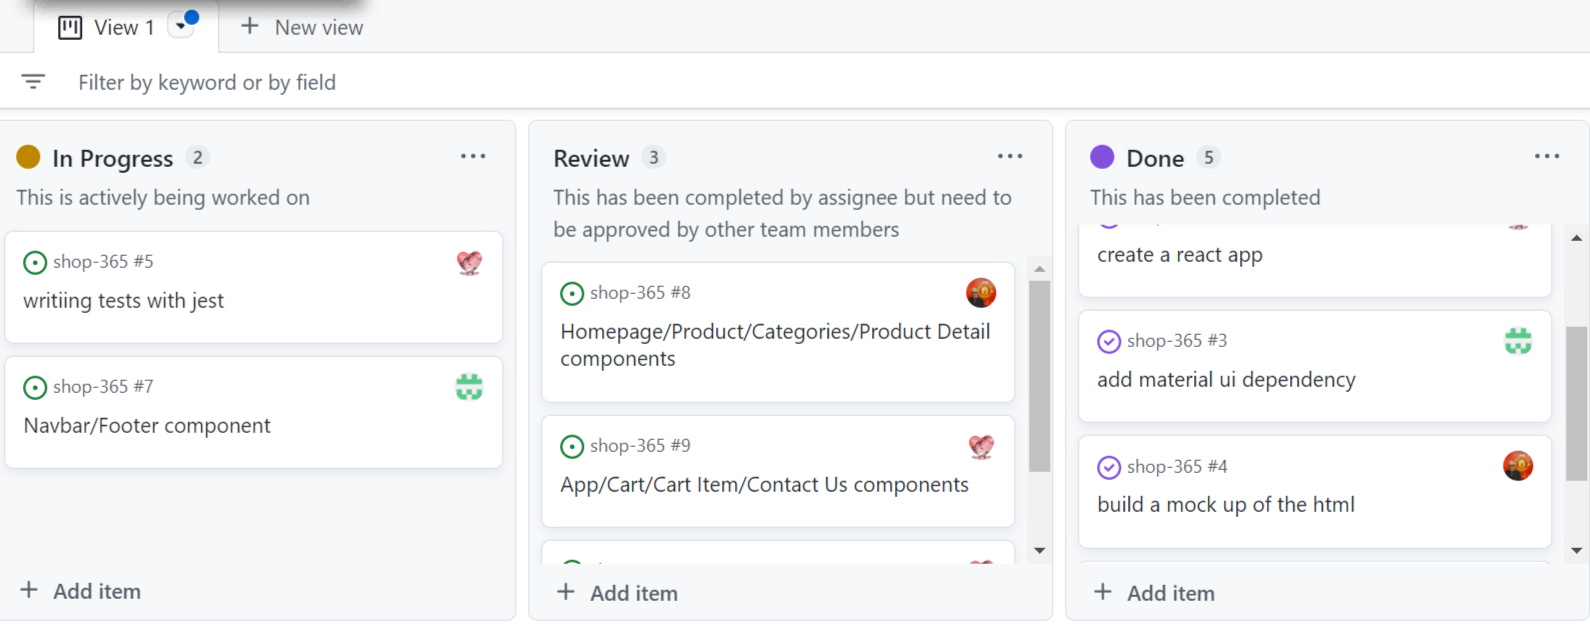 View 1
New view
Filter by keyword or by field
In Progress 2
This is actively being worked on
shop-365 #5
writiing tests with jest
shop-365 #7
Navbar/Footer component
Add item
Review 3
This has been completed by assignee but need to
be approved by other team members
shop-365 #8
Homepage/Product/Categories/Product Detail
components
shop-365 #9
App/Cart/Cart Item/Contact Us components
Add item
Done 5
This has been completed
create a react app
shop-365 #3
add material ui dependency
shop-365 #4
build a mock up of the html
Add item